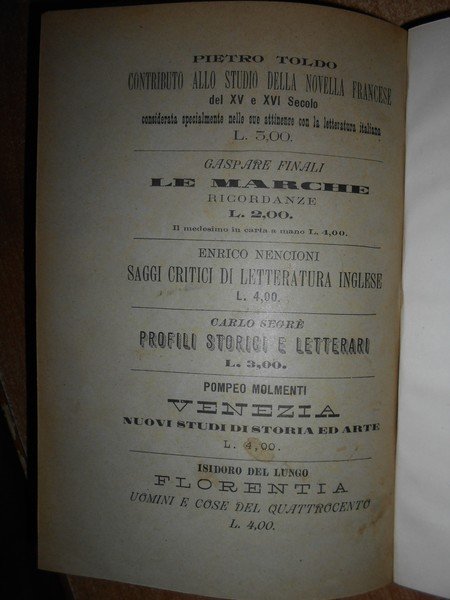 PIETRO TOLDO
CONTRIBUTO ALLO STUDIO DELLA NOVELLA FRANCESE
del XV e XVI Secolo
considerata specialmente nelle sue attinenze con la letteratura italiana
L. 3,00.
GASPARE FINALI
LE MARCHE
RICORDANZE
L. 2,00.
Il medesimo in carta a mano L. 4,00.
ENRICO NENCIONI
SAGGI CRITICI DI LETTERATURA INGLESE
L. 4,00.
CARLO SEGRÈ
PROFILI STORICI E LETTERARI
L. 3,00.
POMPEO MOLMENTI
VENEZIA
NUOVI STUDI DI STORIA ED ARTE
L. 4,00.
ISIDORO DEL LUNGO
FLORENTIA
UOMINI E COSE DEL QUATTROCENTO
L. 4,00.